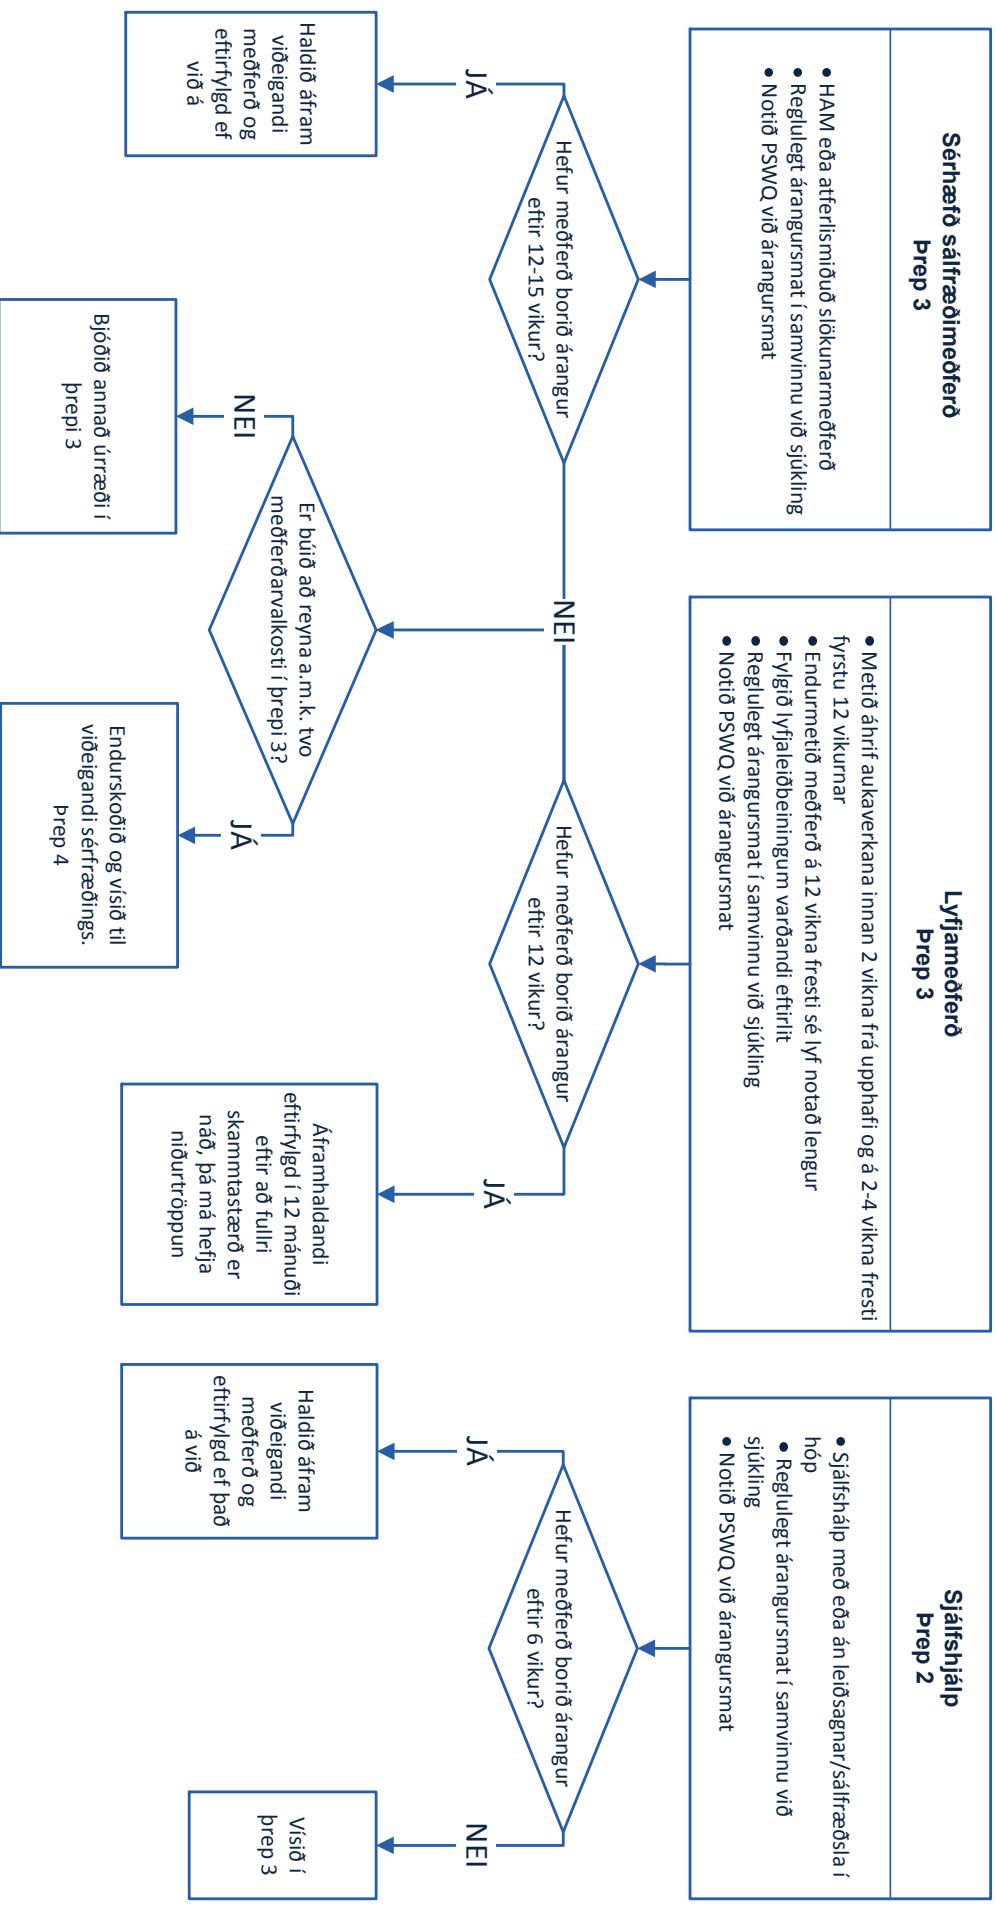 Sérhæfð sálfræðimeðferð
Þrep 3
• HAM eða atferlismiðuð slökunarmeðferð
• Reglulegt árangursmat í samvinnu við sjúkling
• Notið PSWQ við árangursmat
Hefur meðferð borið árangur
eftir 12-15 vikur?
JÁ
Haldið áfram
viðeigandi
meðferð og
eftirfylgd ef
við á
NEI
Er búið að reyna a.m.k. tvo
meðferðarvalkosti í þrepi 3?
NEI
Bjóðið annað úrræði í
þrepi 3
JÁ
Endurskoðið og vísið til
viðeigandi sérfræðings.
Þrep 4
Lyfjameðferð
Þrep 3
• Metið áhrif aukaverkana innan 2 vikna frá upphafi og á 2-4 vikna fresti
fyrstu 12 vikurnar
• Endurmetið meðferð á 12 vikna fresti sé lyf notað lengur
• Fylgið lyfjaleiðbeiningum varðandi eftirlit
• Reglulegt árangursmat í samvinnu við sjúkling
• Notið PSWQ við árangursmat
Hefur meðferð borið árangur
eftir 12 vikur?
JÁ
Áframhaldandi
eftirfylgd í 12 mánuði
eftir að fullri
skammtastærð er
náð, þá má hefja
niðurtröppun
Sjálfshjálp
Þrep 2
• Sjálfshálp með eða án leiðsagnar/sálfræðsla í
hóp
• Reglulegt árangursmat í samvinnu við
sjúkling
• Notið PSWQ við árangursmat
Hefur meðferð borið árangur
eftir 6 vikur?
JÁ
Haldið áfram
viðeigandi
meðferð og
eftirfylgd ef það
á við
NEI
Vísið í
þrep 3